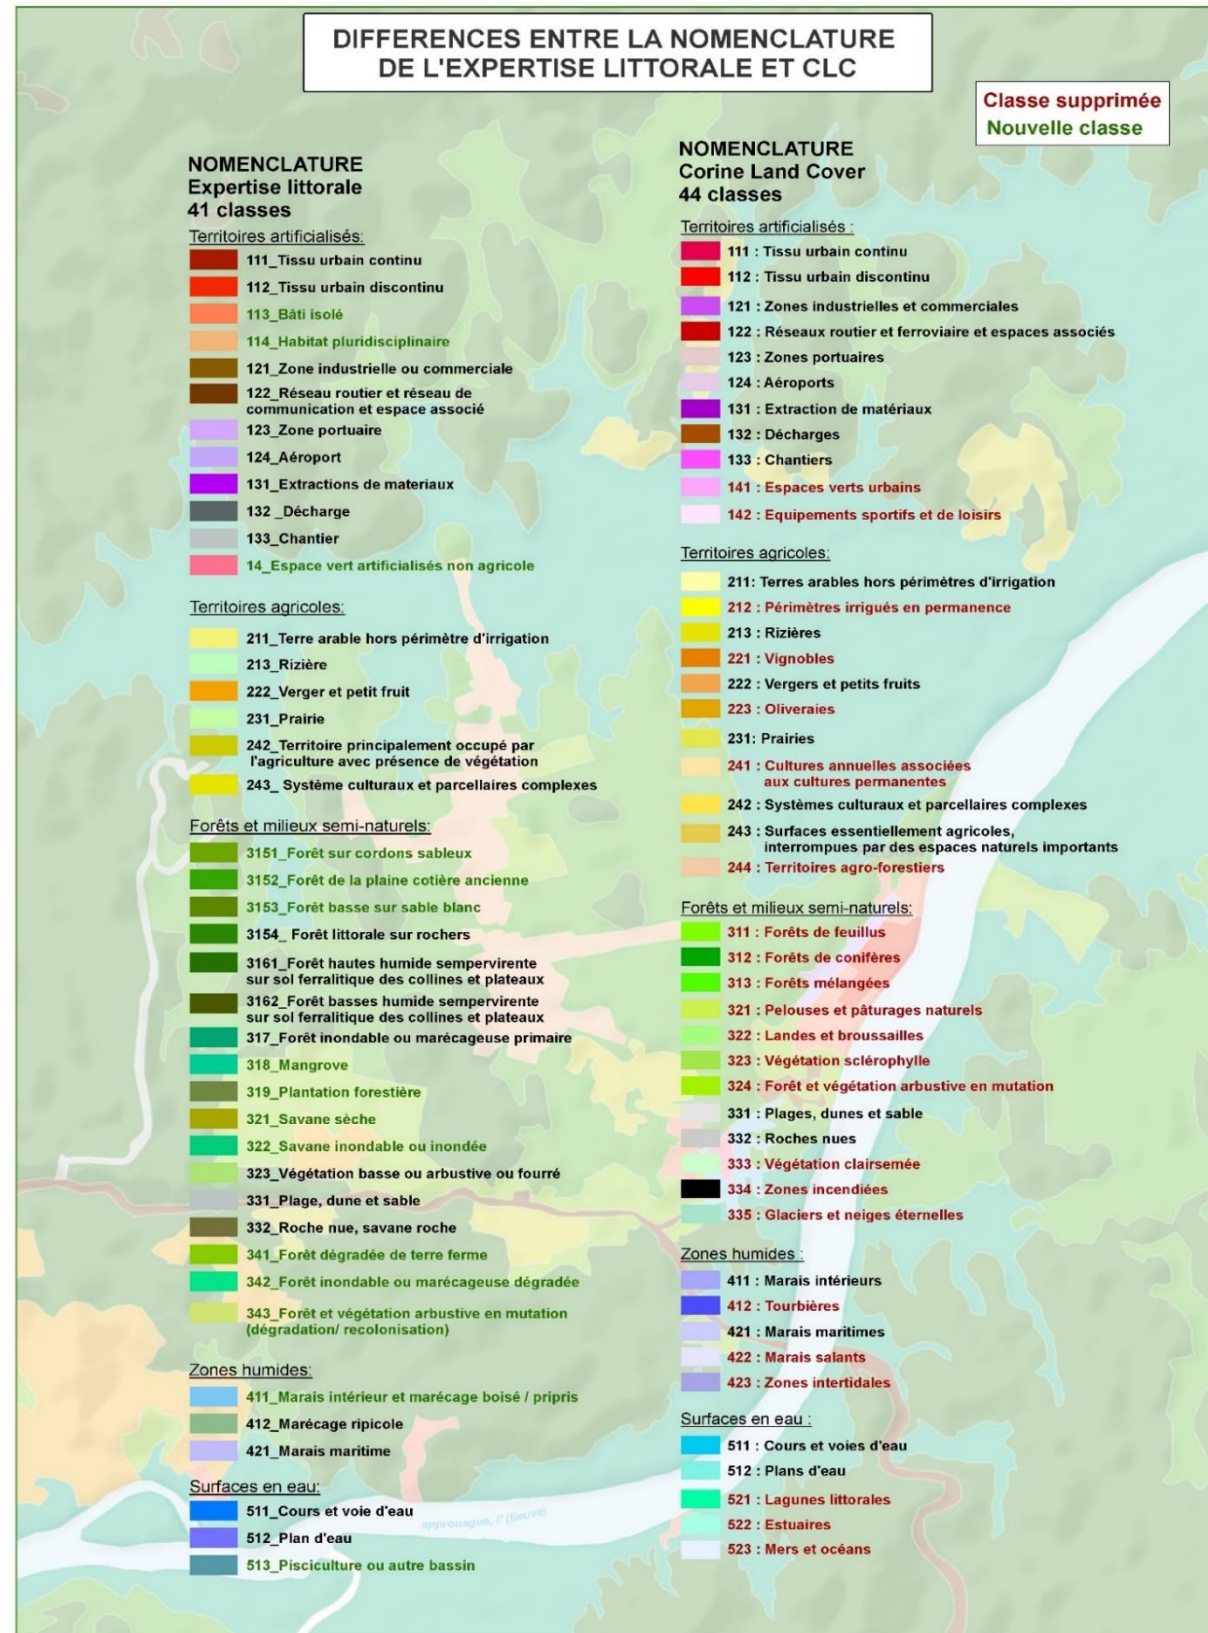 DIFFERENCES ENTRE LA NOMENCLATURE
DE L'EXPERTISE LITTORALE ET CLC
Classe supprimée
Nouvelle classe
NOMENCLATURE
Expertise littorale
41 classes
Territoires artificialisés:
111_Tissu urbain continu
112_Tissu urbain discontinu
113_Bâti isolé
114_Habitat pluridisciplinaire
121_Zone industrielle ou commerciale
122_Réseau routier et réseau de
communication et espace associé
123_Zone portuaire
124_Aéroport
131_Extractions de materiaux
132 _Décharge
133_Chantier
14_Espace vert artificialisés non agricole
Territoires agricoles:
211_Terre arable hors périmètre d'irrigation
213_Rizière
222_Verger et petit fruit
231_Prairie
242_Territoire principalement occupé par
l'agriculture avec présence de végétation
243_ Système culturaux et parcellaires complexes
Forêts et milieux semi-naturels:
3151_Forêt sur cordons sableux
3152_Forêt de la plaine cotière ancienne
3153_Forêt basse sur sable blanc
3154_ Forêt littorale sur rochers
3161_Forêt hautes humide sempervirente
sur sol ferralitique des collines et plateaux
3162_Forêt basses humide sempervirente
sur sol ferralitique des collines et plateaux
317_Forêt inondable ou marécageuse primaire
318_Mangrove
319_Plantation forestière
321_Savane sèche
322_Savane inondable ou inondée
323_Végétation basse ou arbustive ou fourré
331_Plage, dune et sable
332_Roche nue, savane roche
341_Forêt dégradée de terre ferme
342_Forêt inondable ou marécageuse dégradée
343_Forêt et végétation arbustive en mutation
(dégradation/ recolonisation)
Zones humides:
411_Marais intérieur et marécage boisé / pripris
412_Marécage ripicole
421_Marais maritime
Surfaces en eau:
511_Cours et voie d'eau
512_Plan d'eau
513_Pisciculture ou autre bassin
NOMENCLATURE
Corine Land Cover
44 classes
Territoires artificialisés :
111 : Tissu urbain continu
112 : Tissu urbain discontinu
121 : Zones industrielles et commerciales
122 : Réseaux routier et ferroviaire et espaces associés
123 : Zones portuaires
124 : Aéroports
131 : Extraction de matériaux
132 : Décharges
133 : Chantiers
141 : Espaces verts urbains
142 : Equipements sportifs et de loisirs
Territoires agricoles:
211: Terres arables hors périmètres d'irrigation
212 : Périmètres irrigués en permanence
213 : Rizières
221 : Vignobles
222 : Vergers et petits fruits
223 : Oliveraies
231: Prairies
241 : Cultures annuelles associées
aux cultures permanentes
242 : Systèmes culturaux et parcellaires complexes
243 : Surfaces essentiellement agricoles,
interrompues par des espaces naturels importants
244 : Territoires agro-forestiers
Forêts et milieux semi-naturels:
311 : Forêts de feuillus
312 : Forêts de conifères
313 : Forêts mélangées
321 : Pelouses et pâturages naturels
322 : Landes et broussailles
323 : Végétation sclérophylle
324 : Forêt et végétation arbustive en mutation
331 : Plages, dunes et sable
332 : Roches nues
333 : Végétation clairsemée
334 : Zones incendiées
335 : Glaciers et neiges éternelles
Zones humides :
411 : Marais intérieurs
412 : Tourbières
421 : Marais maritimes
422 : Marais salants
423 : Zones intertidales
Surfaces en eau :
511 : Cours et voies d'eau
512 : Plans d'eau
521 : Lagunes littorales
522 : Estuaires
523 : Mers et océans
approuague, l' (fleuve)